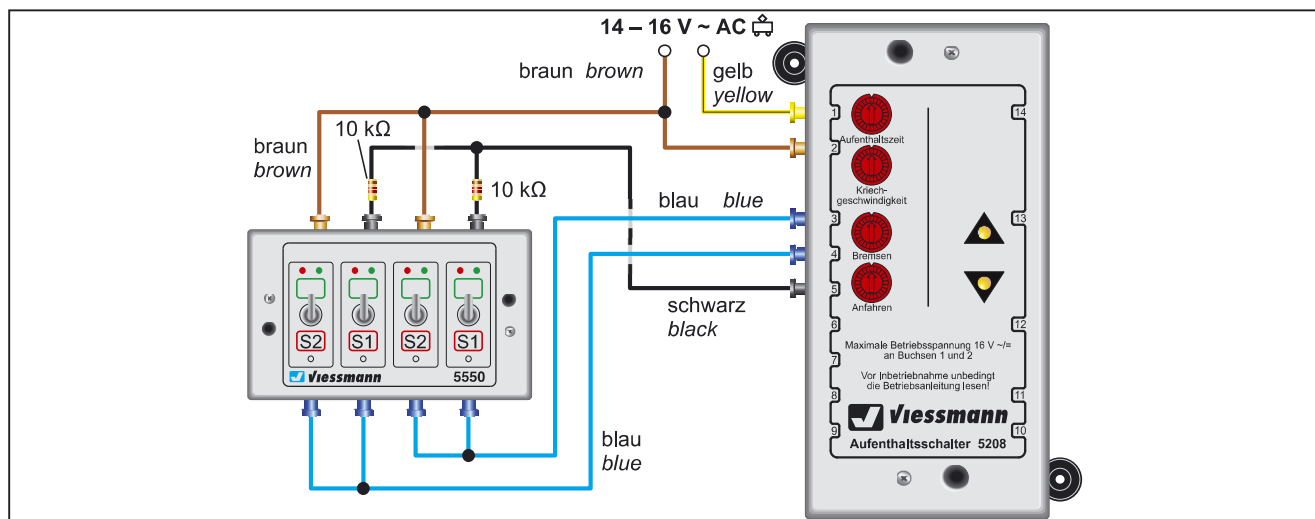 14 – 16 V ~ AC
braun brown
gelb
yellow
10 kΩ
braun
brown
10 kΩ
blau blue
schwarz
black
S2 S1 S2 S1
Viessmann 5550
blau
blue
1 14
Aufenthaltszeit
2
Kriech-
geschwindigkeit
3 13
4
Bremsen
5
Anfahren
6 12
Maximale Betriebsspannung 16 V ~/=
an Buchsen 1 und 2
7
Vor Inbetriebnahme unbedingt
die Betriebsanleitung lesen!
8 11
Viessmann
9 10
Aufenthaltsschalter 5208